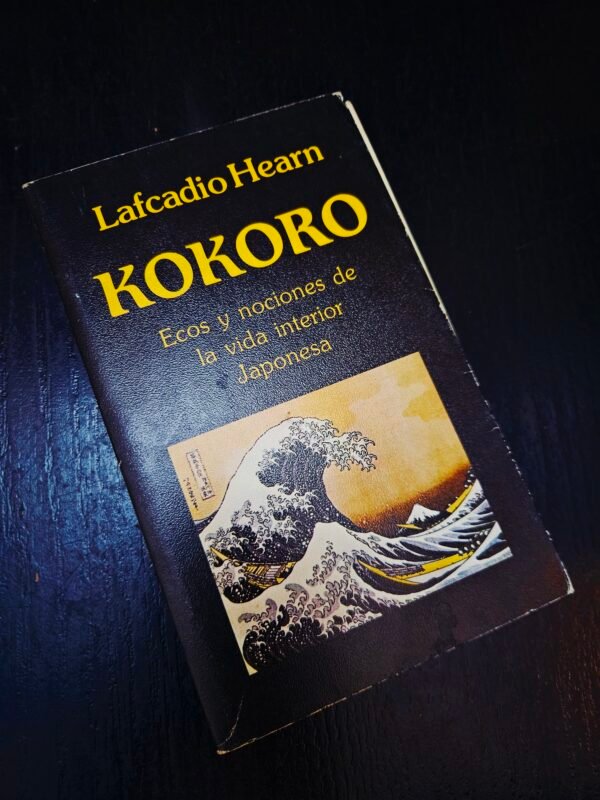 Lafcadio Hearn
KOKORO
Ecos y nociones de
la vida interior
Japonesa